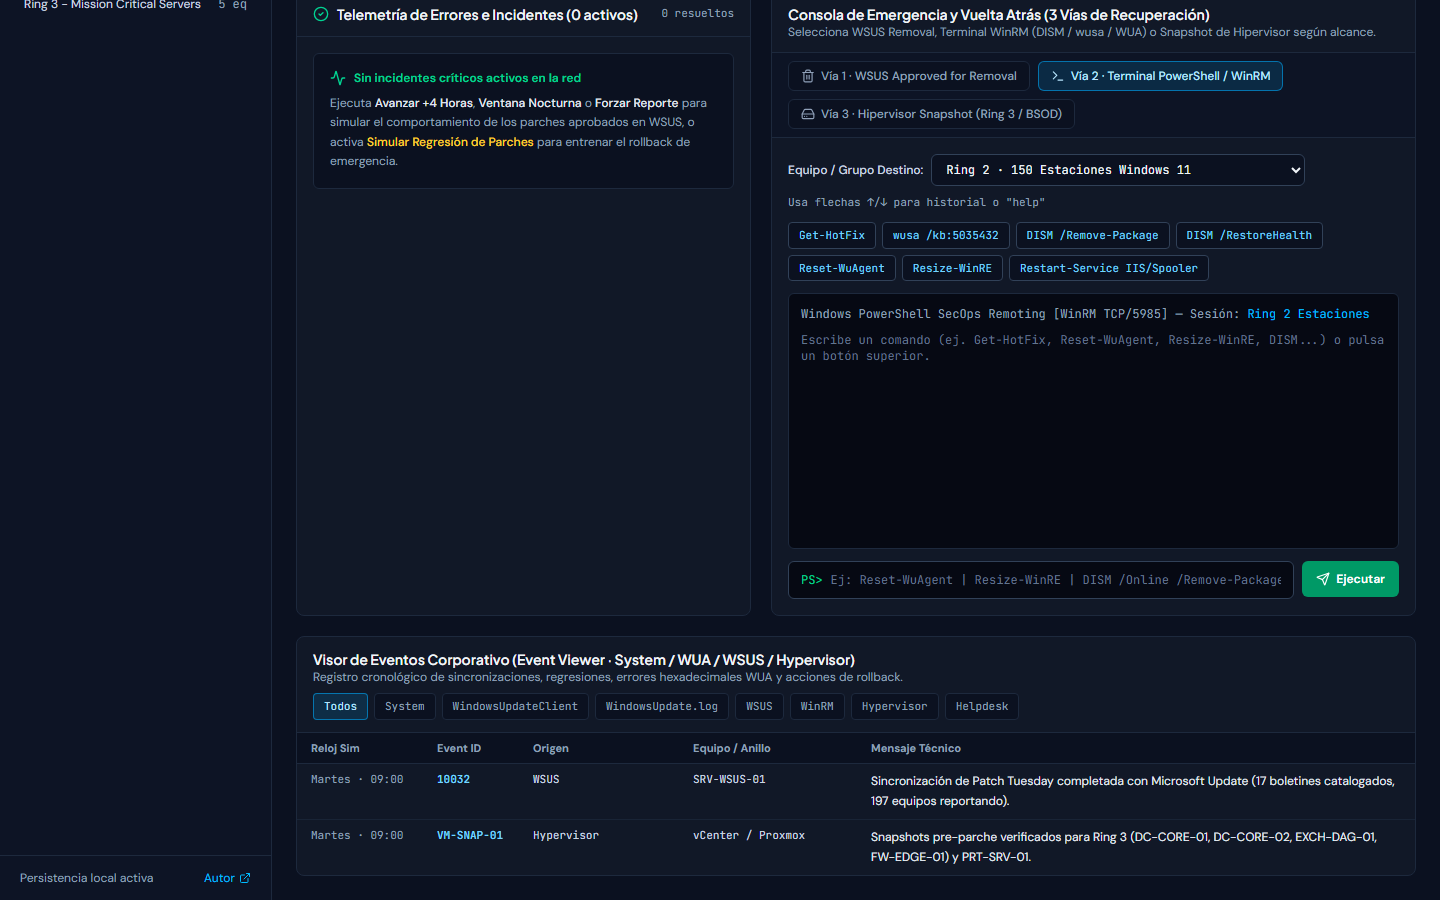 Ring 3 - Mission Critical Servers 5 eq
Persistencia local activa
Autor
Telemetría de Errores e Incidentes (0 activos)
0 resueltos
Sin incidentes críticos activos en la red
Ejecuta Avanzar +4 Horas, Ventana Nocturna o Forzar Reporte para
simular el comportamiento de los parches aprobados en WSUS, o
activa Simular Regresión de Parches para entrenar el rollback de
emergencia.
Consola de Emergencia y Vuelta Atrás (3 Vías de Recuperación)
Selecciona WSUS Removal, Terminal WinRM (DISM / wusa / WUA) o Snapshot de Hipervisor según alcance.
Vía 1 · WSUS Approved for Removal
Vía 2 · Terminal PowerShell / WinRM
Vía 3 · Hipervisor Snapshot (Ring 3 / BSOD)
Equipo / Grupo Destino: Ring 2 · 150 Estaciones Windows 11
Usa flechas ↑/↓ para historial o "help"
Get-HotFix
wusa /kb:5035432
DISM /Remove-Package
DISM /RestoreHealth
Reset-WuAgent
Resize-WinRE
Restart-Service IIS/Spooler
Windows PowerShell SecOps Remoting [WinRM TCP/5985] — Sesión: Ring 2 Estaciones
Escribe un comando (ej. Get-HotFix, Reset-WuAgent, Resize-WinRE, DISM...) o pulsa
un botón superior.
PS> Ej: Reset-WuAgent | Resize-WinRE | DISM /Online /Remove-Package
Ejecutar
Visor de Eventos Corporativo (Event Viewer · System / WUA / WSUS / Hypervisor)
Registro cronológico de sincronizaciones, regresiones, errores hexadecimales WUA y acciones de rollback.
Todos
System
WindowsUpdateClient
WindowsUpdate.log
WSUS
WinRM
Hypervisor
Helpdesk
Reloj Sim
Event ID
Origen
Equipo / Anillo
Mensaje Técnico
Martes · 09:00
10032
WSUS
SRV-WSUS-01
Sincronización de Patch Tuesday completada con Microsoft Update (17 boletines catalogados,
197 equipos reportando).
Martes · 09:00
VM-SNAP-01
Hypervisor
vCenter / Proxmox
Snapshots pre-parche verificados para Ring 3 (DC-CORE-01, DC-CORE-02, EXCH-DAG-01,
FW-EDGE-01) y PRT-SRV-01.